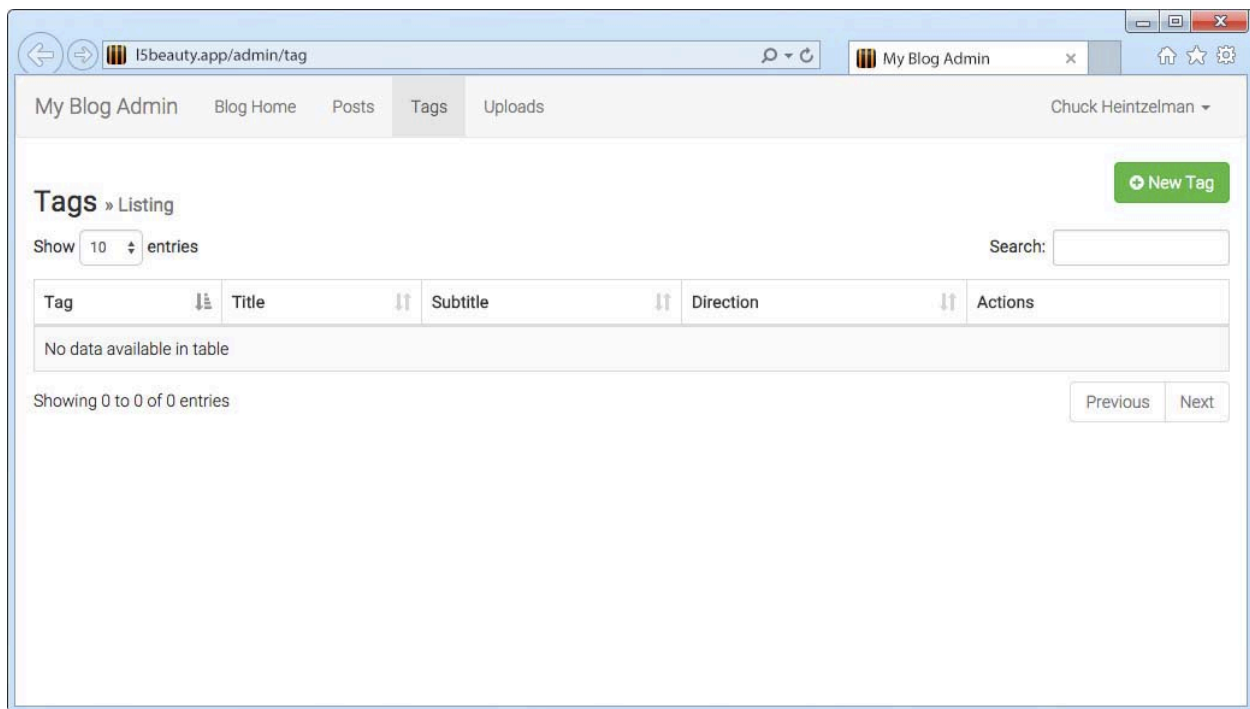 l5beauty.app/admin/tag
My Blog Admin
My Blog Admin Blog Home Posts Tags Uploads Chuck Heintzelman
New Tag
Tags » Listing
Show 10 entries Search:
Tag Title Subtitle Direction Actions
No data available in table
Showing 0 to 0 of 0 entries Previous Next